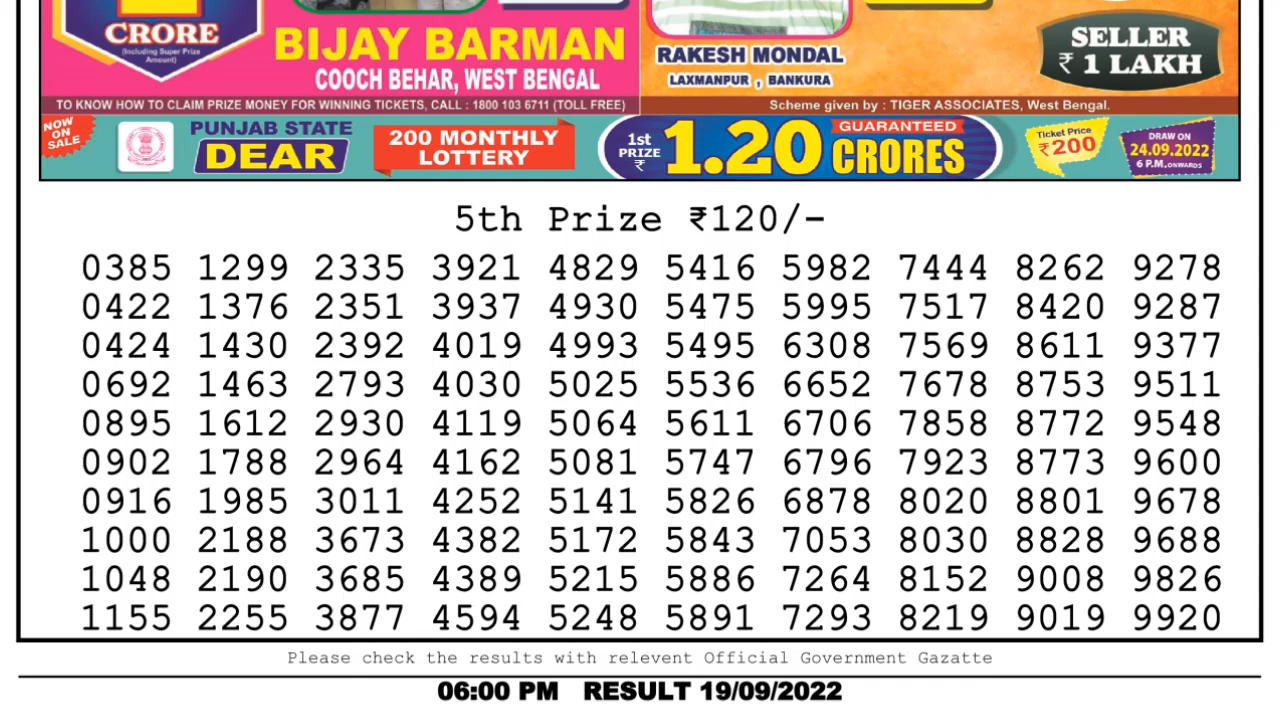 CRORE
(Including Super Prize
Amount)
BIJAY BARMAN
COOCH BEHAR, WEST BENGAL
RAKESH MONDAL
LAXMANPUR , BANKURA
SELLER
₹ 1 LAKH
TO KNOW HOW TO CLAIM PRIZE MONEY FOR WINNING TICKETS, CALL : 1800 103 6711 (TOLL FREE)
Scheme given by : TIGER ASSOCIATES, West Bengal.
NOW
ON
SALE
PUNJAB STATE
DEAR
200 MONTHLY
LOTTERY
1st
PRIZE
₹
1.20
GUARANTEED
CRORES
Ticket Price
₹200
DRAW ON
24.09.2022
6 P.M. ONWARDS
5th Prize ₹120/-
0385 1299 2335 3921 4829 5416 5982 7444 8262 9278
0422 1376 2351 3937 4930 5475 5995 7517 8420 9287
0424 1430 2392 4019 4993 5495 6308 7569 8611 9377
0692 1463 2793 4030 5025 5536 6652 7678 8753 9511
0895 1612 2930 4119 5064 5611 6706 7858 8772 9548
0902 1788 2964 4162 5081 5747 6796 7923 8773 9600
0916 1985 3011 4252 5141 5826 6878 8020 8801 9678
1000 2188 3673 4382 5172 5843 7053 8030 8828 9688
1048 2190 3685 4389 5215 5886 7264 8152 9008 9826
1155 2255 3877 4594 5248 5891 7293 8219 9019 9920
Please check the results with relevent Official Government Gazatte
06:00 PM RESULT 19/09/2022